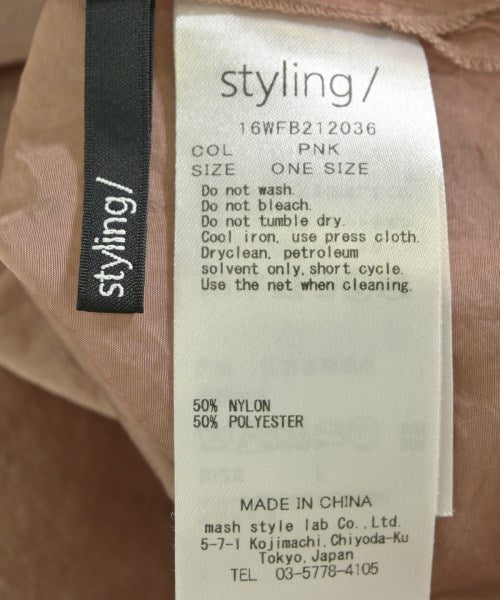 styling/
styling/
16WFB212036
COL PNK
SIZE ONE SIZE
Do not wash.
Do not bleach.
Do not tumble dry.
Cool iron, use press cloth.
Dryclean, petroleum
solvent only, short cycle.
Use the net when cleaning.
50% NYLON
50% POLYESTER
MADE IN CHINA
mash style lab Co., Ltd.
5-7-1 Kojimachi, Chiyoda-Ku
Tokyo, Japan
TEL 03-5778-4105